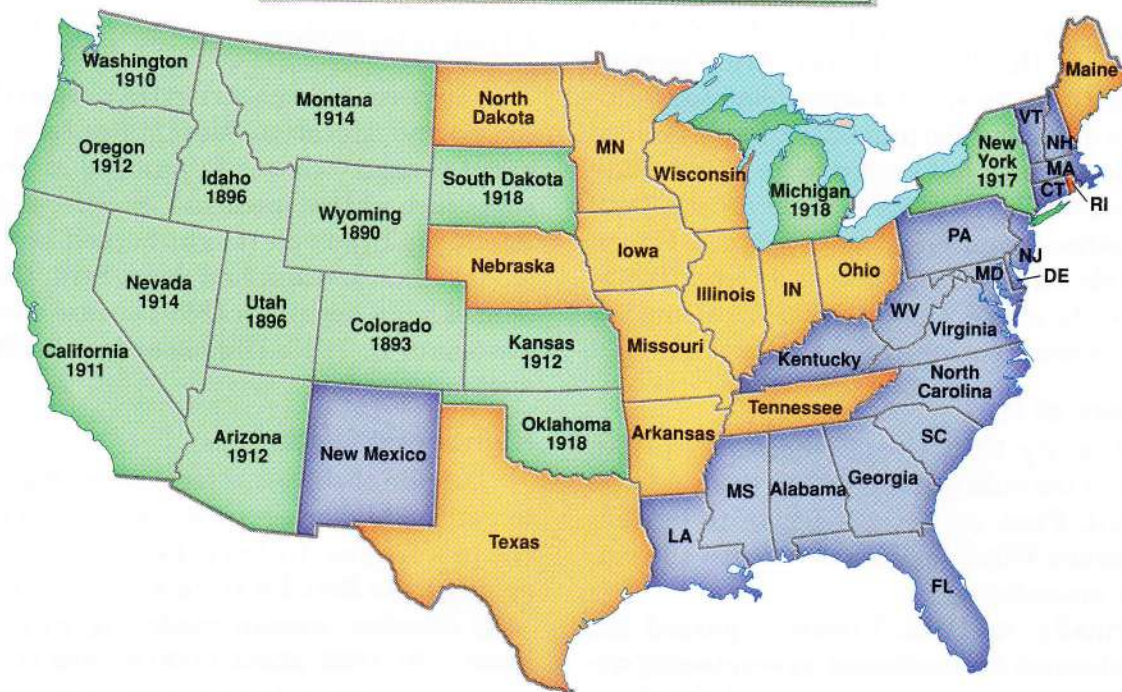 Washington
1910
Oregon
1912
Idaho
1896
Montana
1914
Wyoming
1890
North
Dakota
South Dakota
1918
Nebraska
MN
Wisconsin
Michigan
1918
New
York
1917
Maine
VT
NH
MA
CT
RI
California
1911
Nevada
1914
Utah
1896
Colorado
1893
Kansas
1912
Iowa
Illinois
IN
Ohio
PA
NJ
MD
DE
WV
Virginia
Missouri
Kentucky
North
Carolina
Arizona
1912
New Mexico
Oklahoma
1918
Arkansas
Tennessee
SC
Texas
LA
MS
Alabama
Georgia
FL